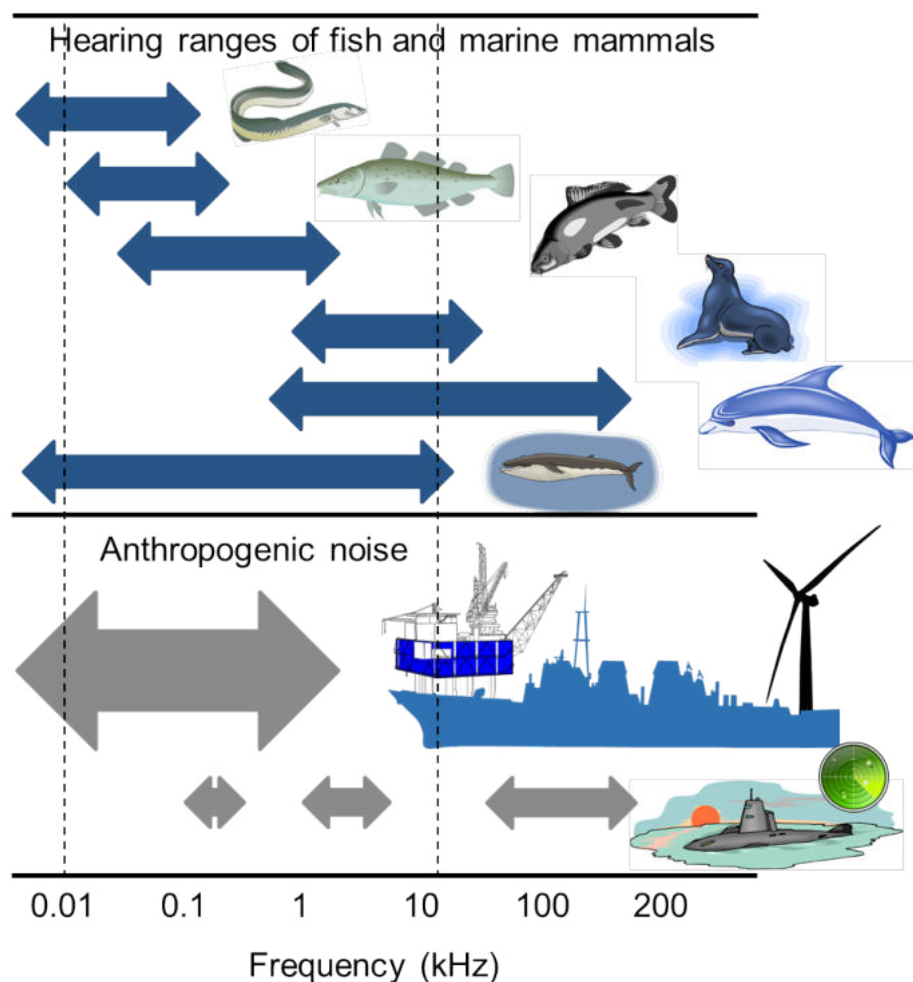 Hearing ranges of fish and marine mammals
Anthropogenic noise
0.01 0.1 1 10 100 200
Frequency (kHz)